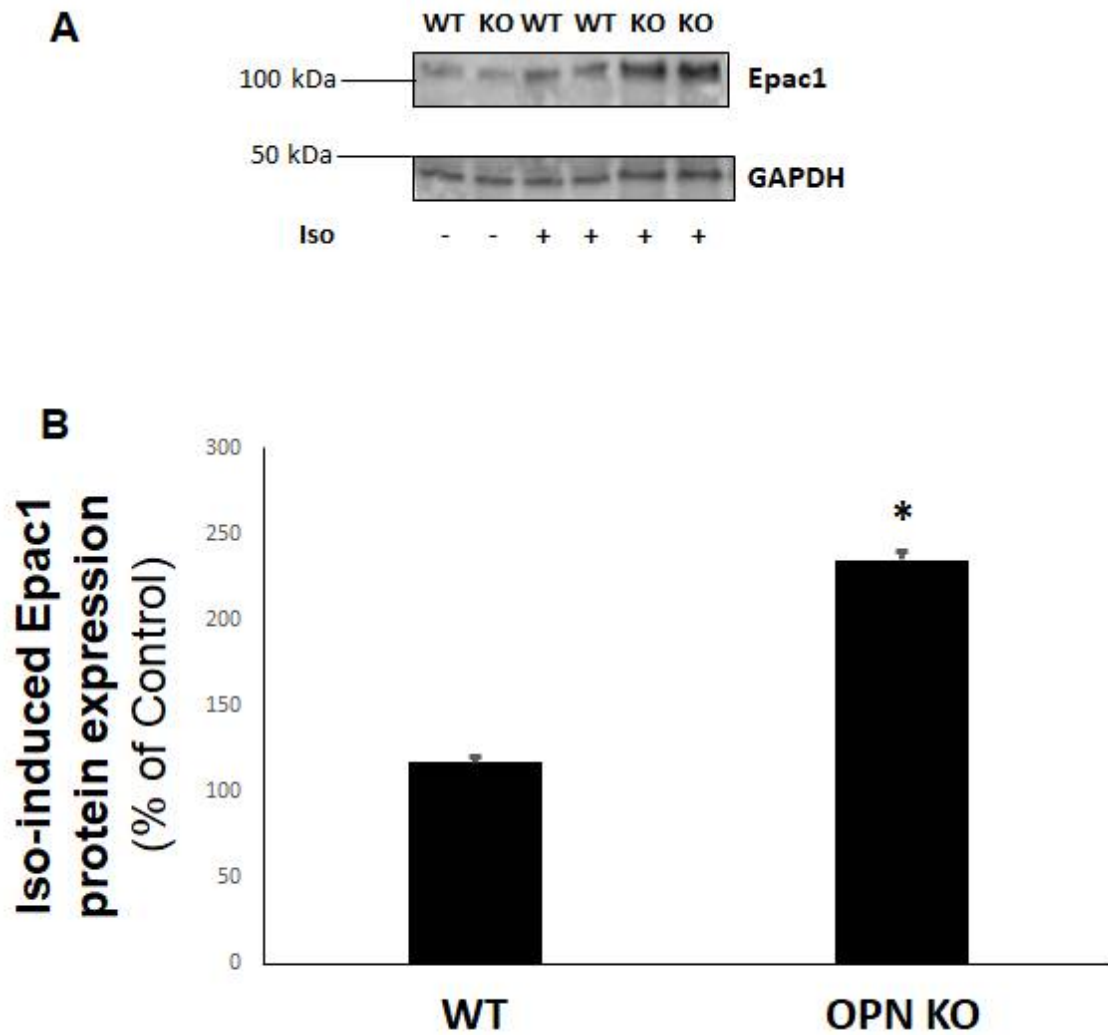 A
WT KO WT WT KO KO
100 kDa
Epac1
50 kDa
GAPDH
Iso - - + + + +
B
Iso-induced Epac1
protein expression
(% of Control)
300
250
200
150
100
50
0
*
WT OPN KO